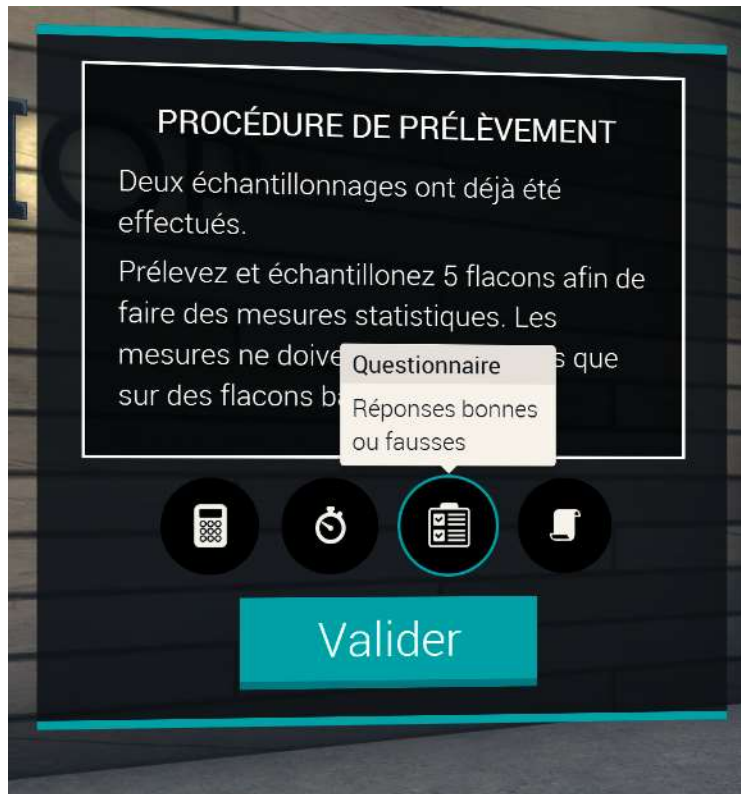 PROCÉDURE DE PRÉLÈVEMENT
Deux échantillonnages ont déjà été
effectués.
Prélevez et échantillonez 5 flacons afin de
faire des mesures statistiques. Les
mesures ne que
sur des flacons
Questionnaire
Réponses bonnes
ou fausses
Valider